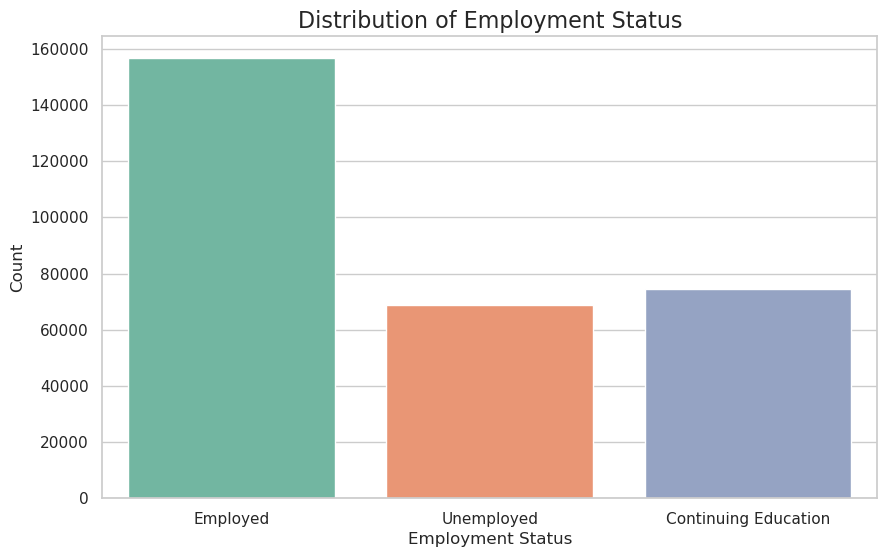 Distribution of Employment Status
160000
140000
120000
100000
80000
60000
40000
20000
0
Count
Employed
Unemployed
Continuing Education
Employment Status